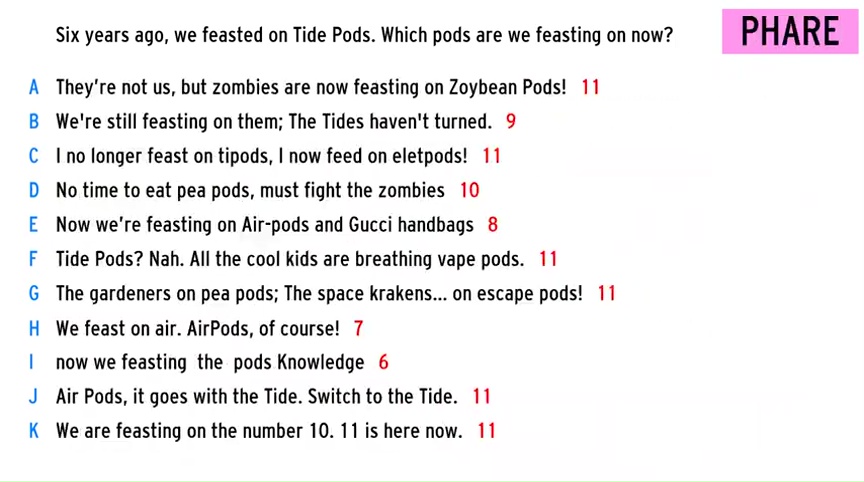 Six years ago, we feasted on Tide Pods. Which pods are we feasting on now?
PHARE
A They're not us, but zombies are now feasting on Zoybean Pods! 11
B We're still feasting on them; The Tides haven't turned. 9
C I no longer feast on tipods, I now feed on eletpods! 11
D No time to eat pea pods, must fight the zombies 10
E Now we're feasting on Air-pods and Gucci handbags 8
F Tide Pods? Nah. All the cool kids are breathing vape pods. 11
G The gardeners on pea pods; The space krakens... on escape pods! 11
H We feast on air. AirPods, of course! 7
I now we feasting the pods Knowledge 6
J Air Pods, it goes with the Tide. Switch to the Tide. 11
K We are feasting on the number 10. 11 is here now. 11